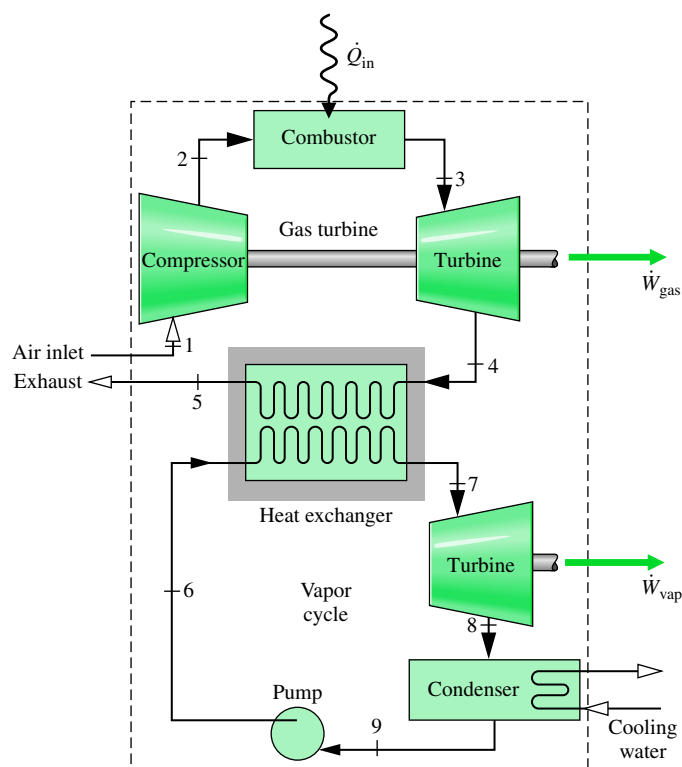 Q̇in
Combustor
2
3
Gas turbine
Compressor
Turbine
Ẇgas
Air inlet
1
4
Exhaust
5
7
Heat exchanger
Turbine
6
Vapor
cycle
Ẇvap
8
Pump
Condenser
9
Cooling
water